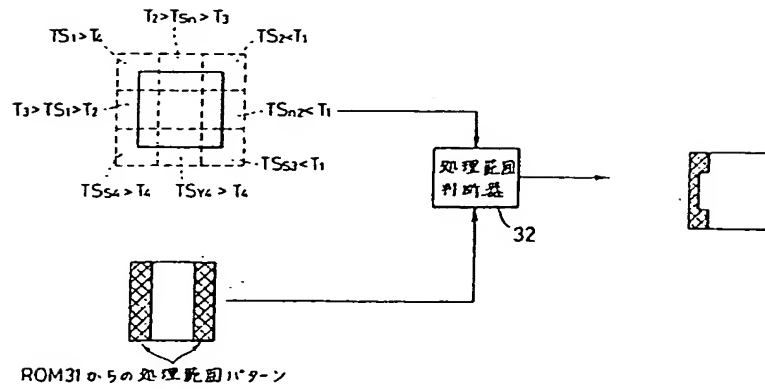 T₂>TSn>T₃
TS₁>T₄
TS₂<T₁
T₃>TS₁>T₂
TSn₂<T₁
TSS₃<T₁
TSS₄>T₄
TSY₄>T₄
処理範囲
判断器
32
ROM31からの処理範囲パターン